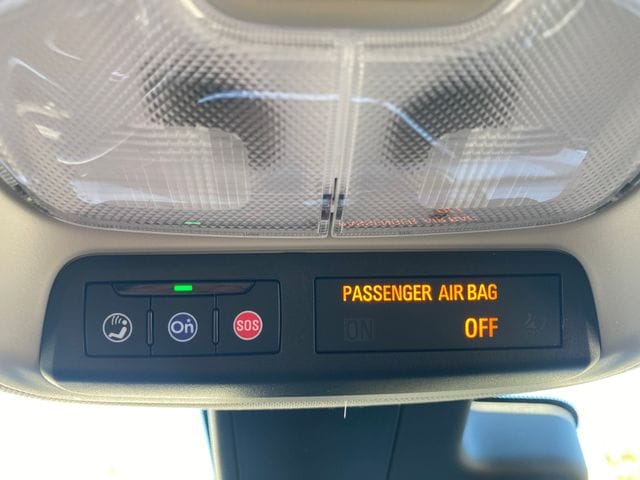 PASSENGER AIR BAG
ON OFF
On
SOS